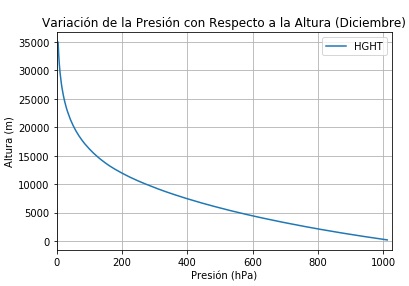 Variación de la Presión con Respecto a la Altura (Diciembre)
HGHT
Altura (m)
35000
30000
25000
20000
15000
10000
5000
0
0 200 400 600 800 1000
Presión (hPa)